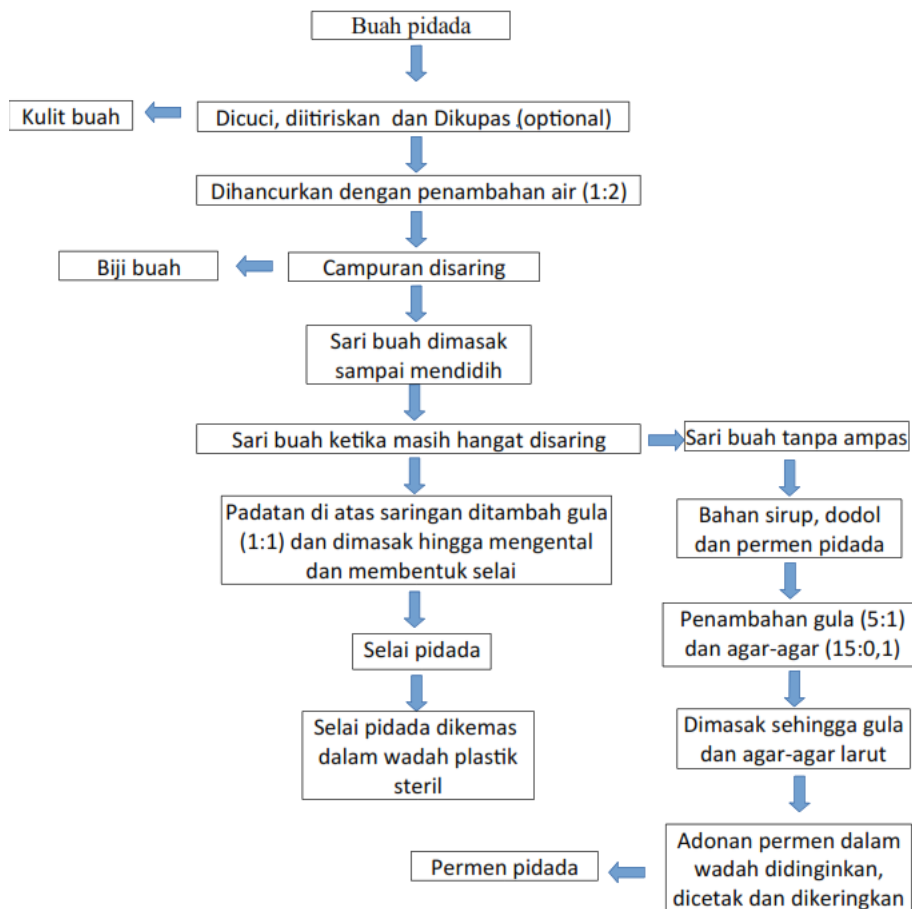 Buah pidada
Kulit buah
Dicuci, diitiriskan dan Dikupas (optional)
Dihancurkan dengan penambahan air (1:2)
Biji buah
Campuran disaring
Sari buah dimasak
sampai mendidih
Sari buah ketika masih hangat disaring
Sari buah tanpa ampas
Padatan di atas saringan ditambah gula
(1:1) dan dimasak hingga mengental
dan membentuk selai
Selai pidada
Selai pidada dikemas
dalam wadah plastik
steril
Bahan sirup, dodol
dan permen pidada
Penambahan gula (5:1)
dan agar-agar (15:0,1)
Dimasak sehingga gula
dan agar-agar larut
Adonan permen dalam
wadah didinginkan,
dicetak dan dikeringkan
Permen pidada